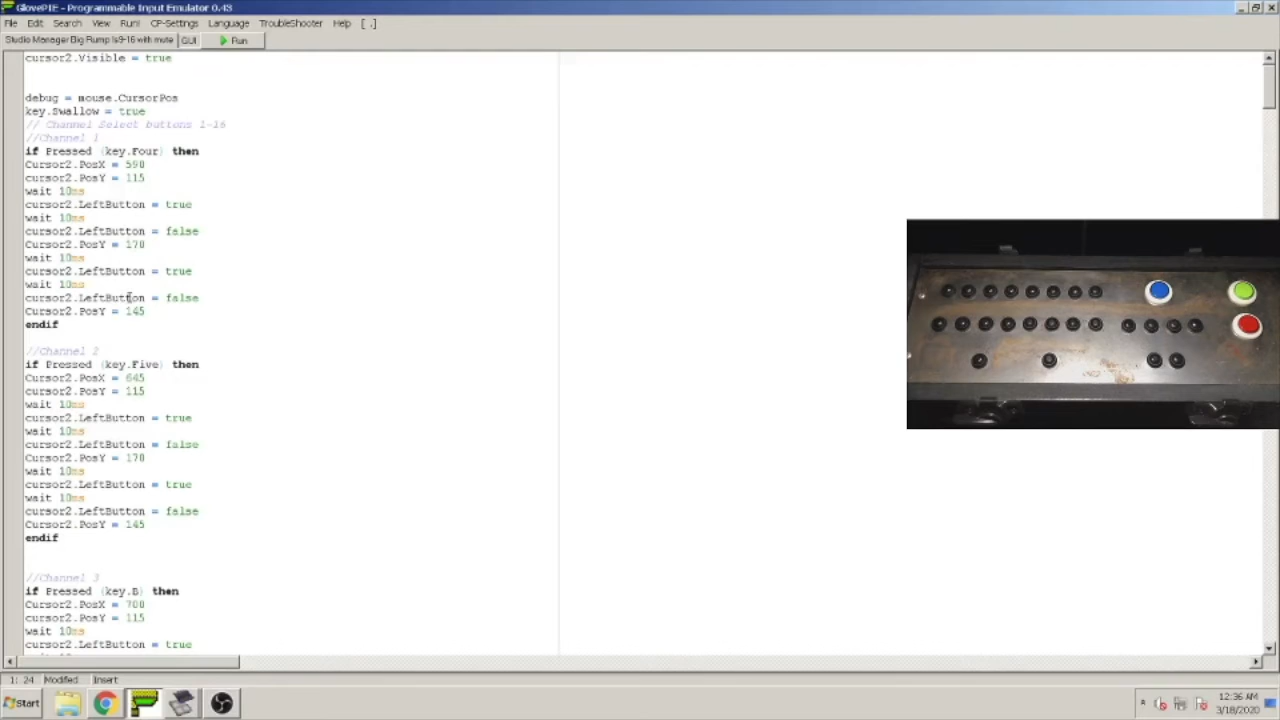 GlovePIE - Programmable Input Emulator 0.43
File Edit Search View Run! CP-Settings Language TroubleShooter Help [ .]
Studio Manager Big Rump ls9-16 with mute GUI Run
cursor2.Visible = true
debug = mouse.CursorPos
key.Swallow = true
// Channel Select buttons 1-16
//Channel 1
if Pressed (key.Four) then
Cursor2.PosX = 590
Cursor2.PosY = 115
wait 10ms
cursor2.LeftButton = true
wait 10ms
cursor2.LeftButton = false
Cursor2.PosY = 170
wait 10ms
cursor2.LeftButton = true
wait 10ms
cursor2.LeftButton = false
Cursor2.PosY = 145
endif
//Channel 2
if Pressed (key.Five) then
Cursor2.PosX = 645
Cursor2.PosY = 115
wait 10ms
cursor2.LeftButton = true
wait 10ms
cursor2.LeftButton = false
Cursor2.PosY = 170
wait 10ms
cursor2.LeftButton = true
wait 10ms
cursor2.LeftButton = false
Cursor2.PosY = 145
endif
//Channel 3
if Pressed (key.B) then
Cursor2.PosX = 700
Cursor2.PosY = 115
wait 10ms
cursor2.LeftButton = true
1: 24 Modified Insert
Start
12:36 AM
3/18/2020